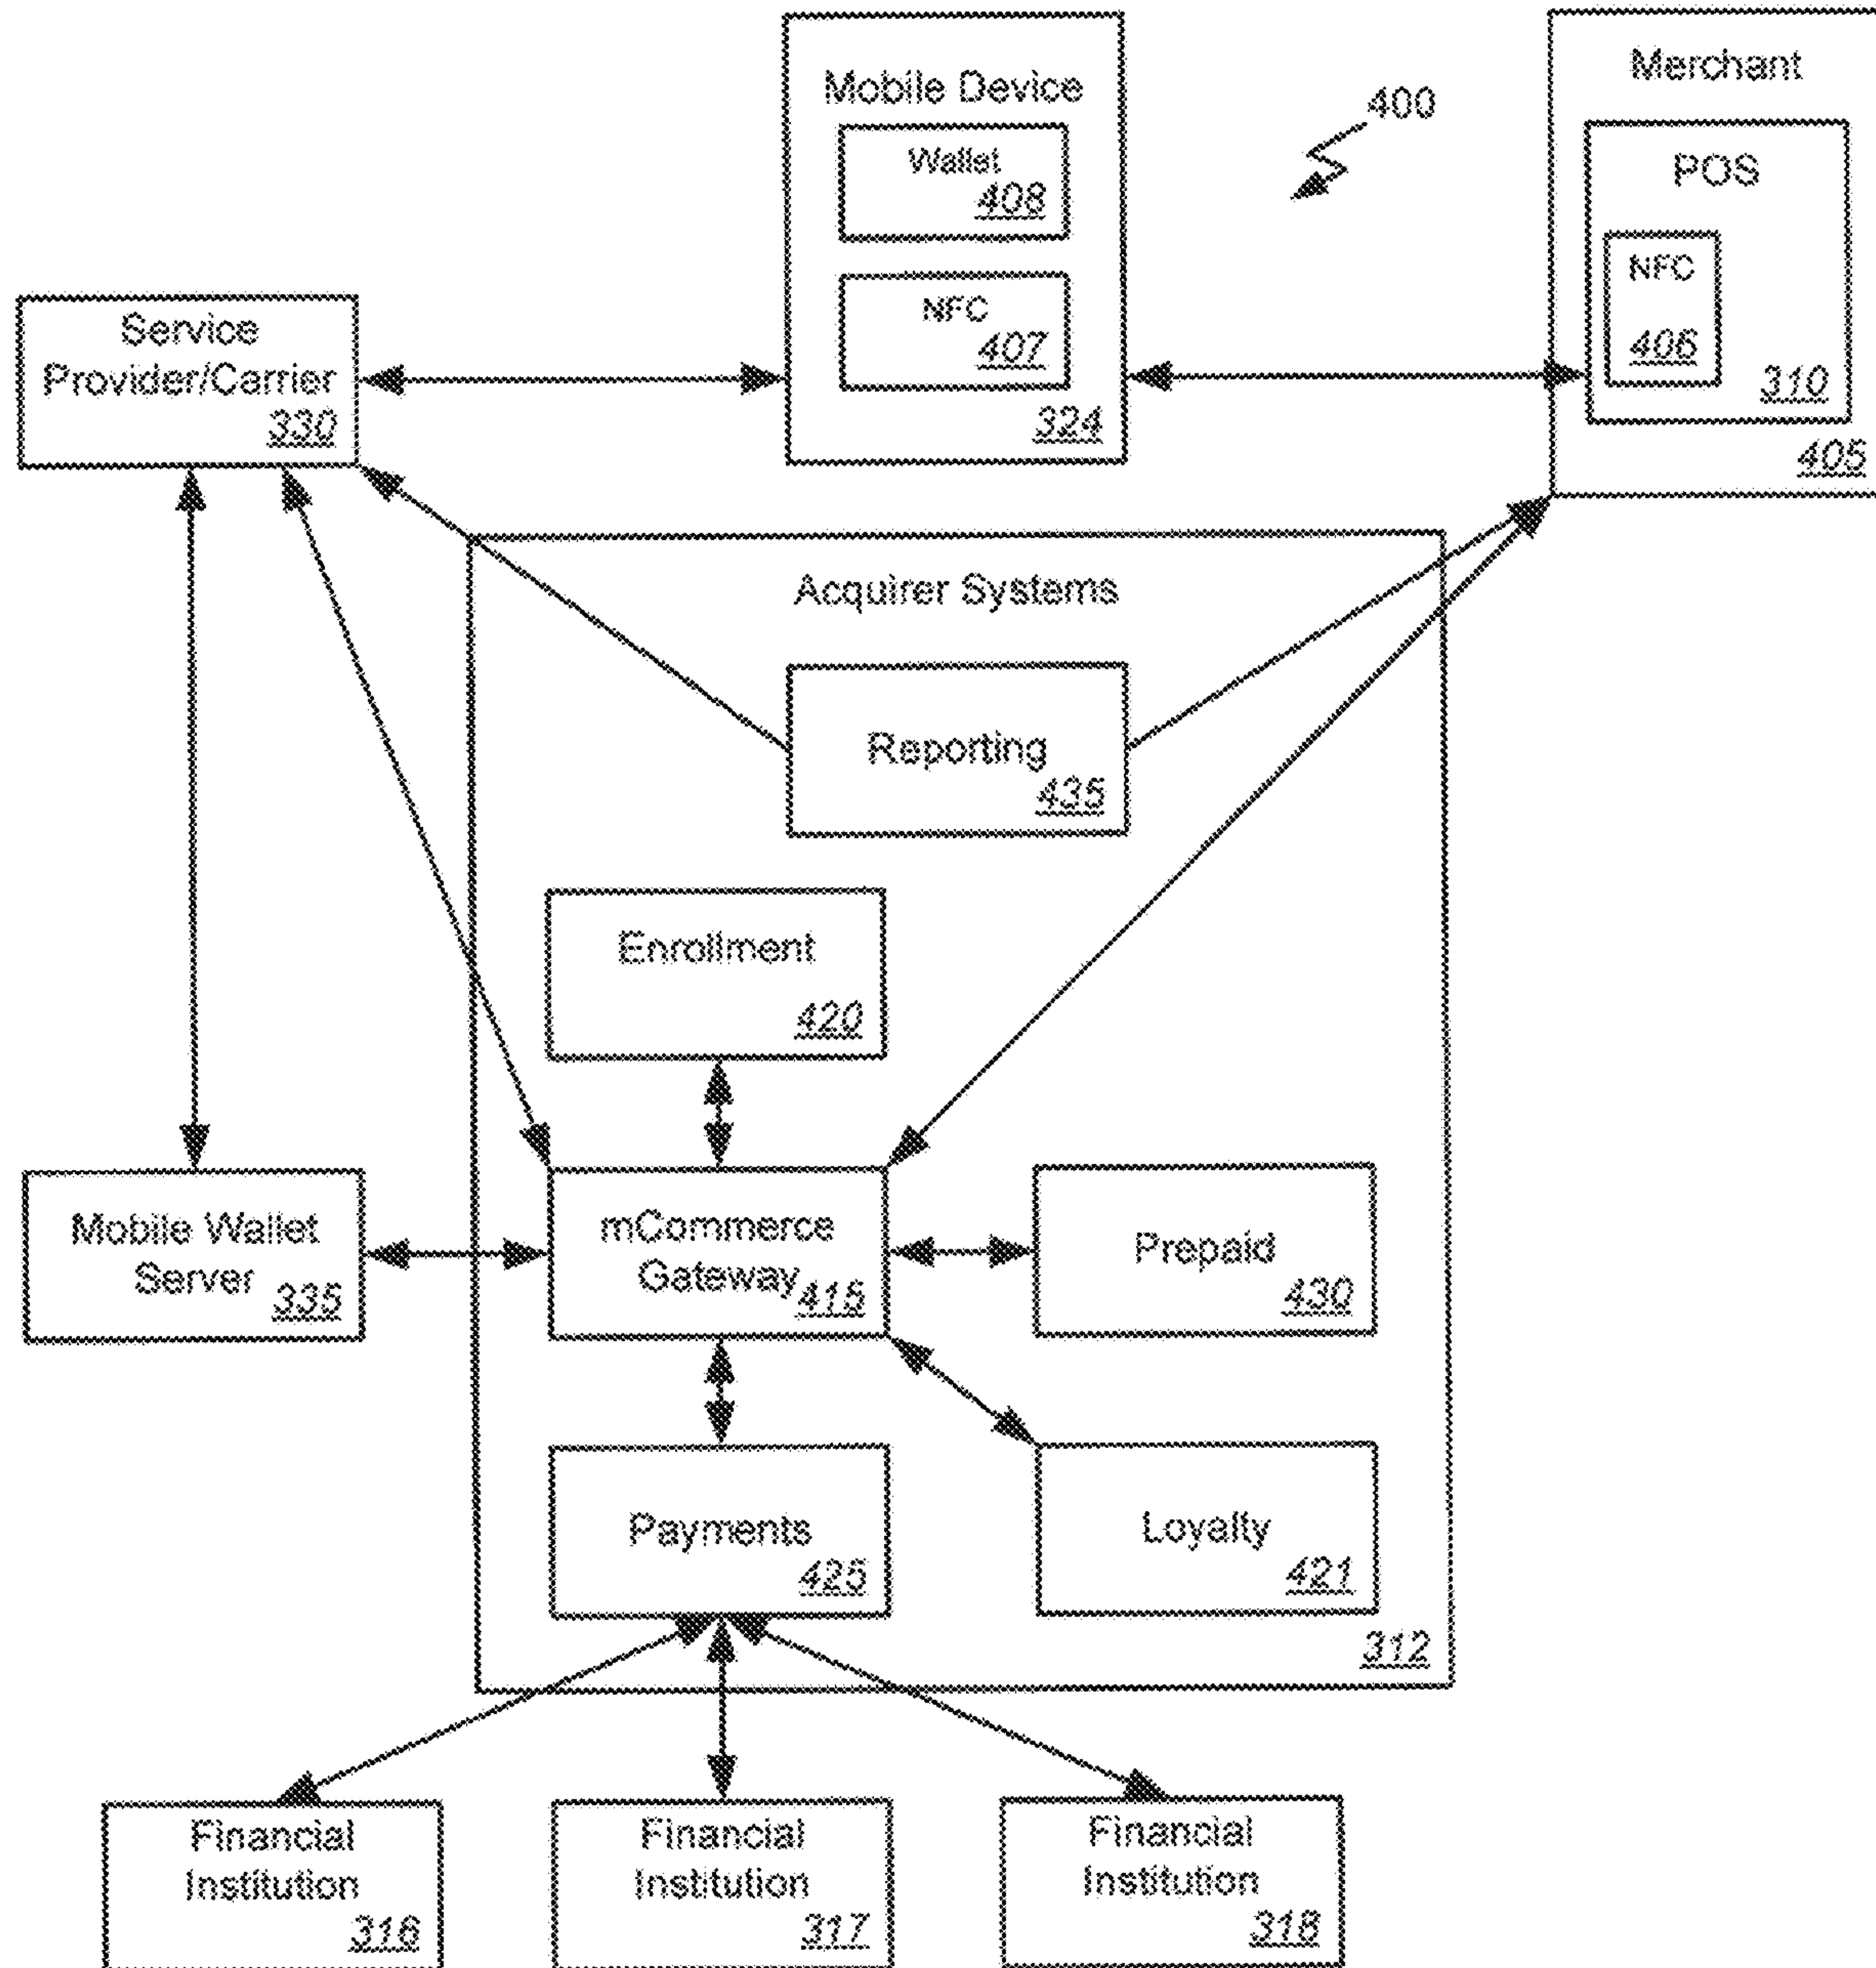 Mobile Device
Wallet
408
NFC
407
324
400
Merchant
POS
NFC
406
310
405
Service
Provider/Carrier
330
Acquirer Systems
Reporting
435
Enrollment
420
Mobile Wallet
Server
335
mCommerce
Gateway
415
Prepaid
430
Payments
425
Loyalty
421
312
Financial
Institution
316
Financial
Institution
317
Financial
Institution
318